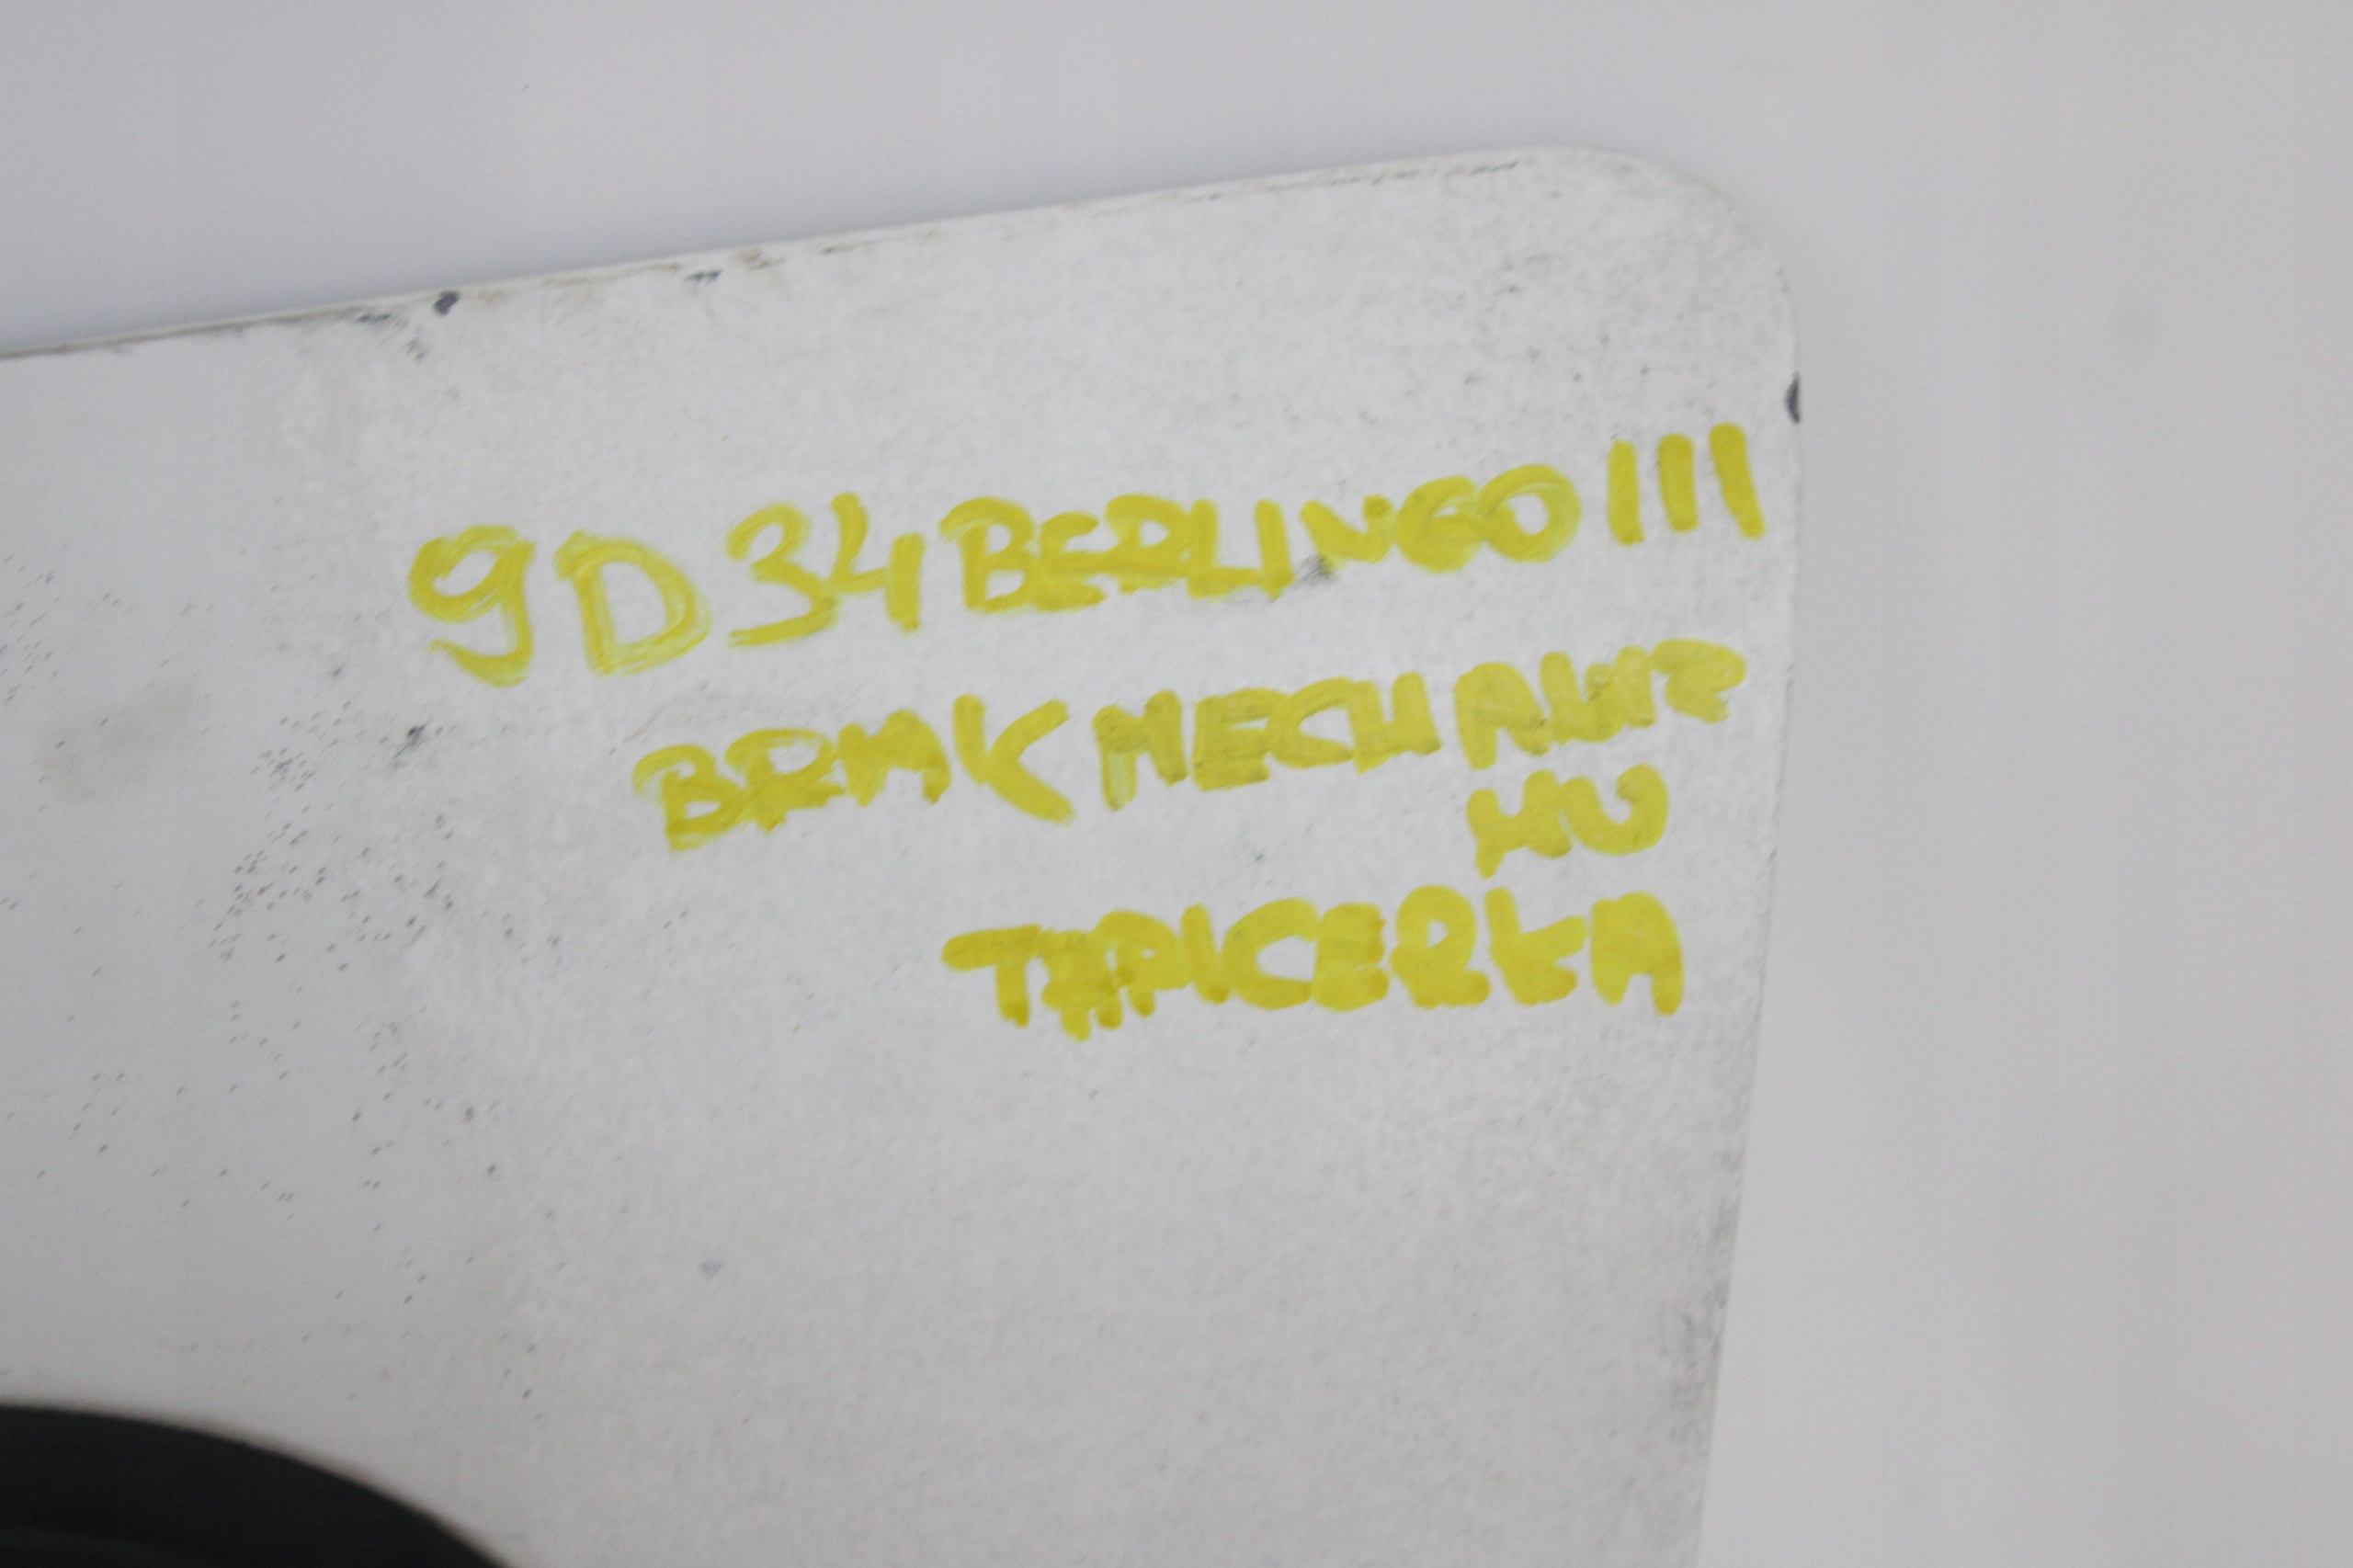 9D34 BERLINGO III
BRAK MECHANIZ
MU
TAPICERKA